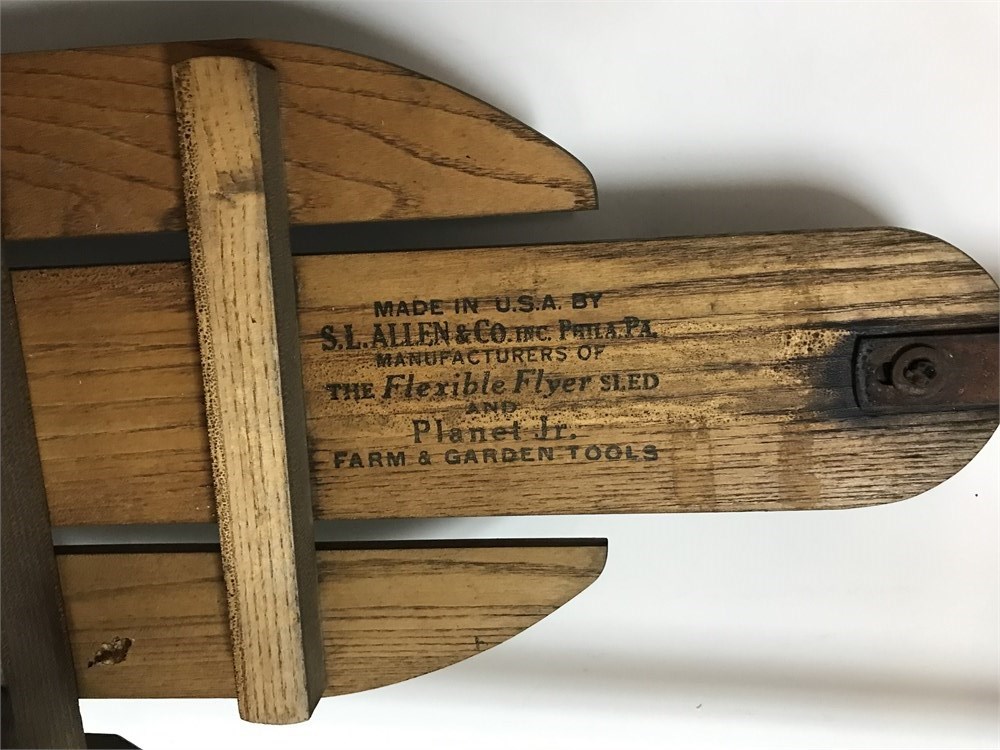 MADE IN U.S.A. BY
S.L. ALLEN & CO. INC. PHILA. PA.
MANUFACTURERS OF
THE Flexible Flyer SLED
AND
Planet Jr.
FARM & GARDEN TOOLS